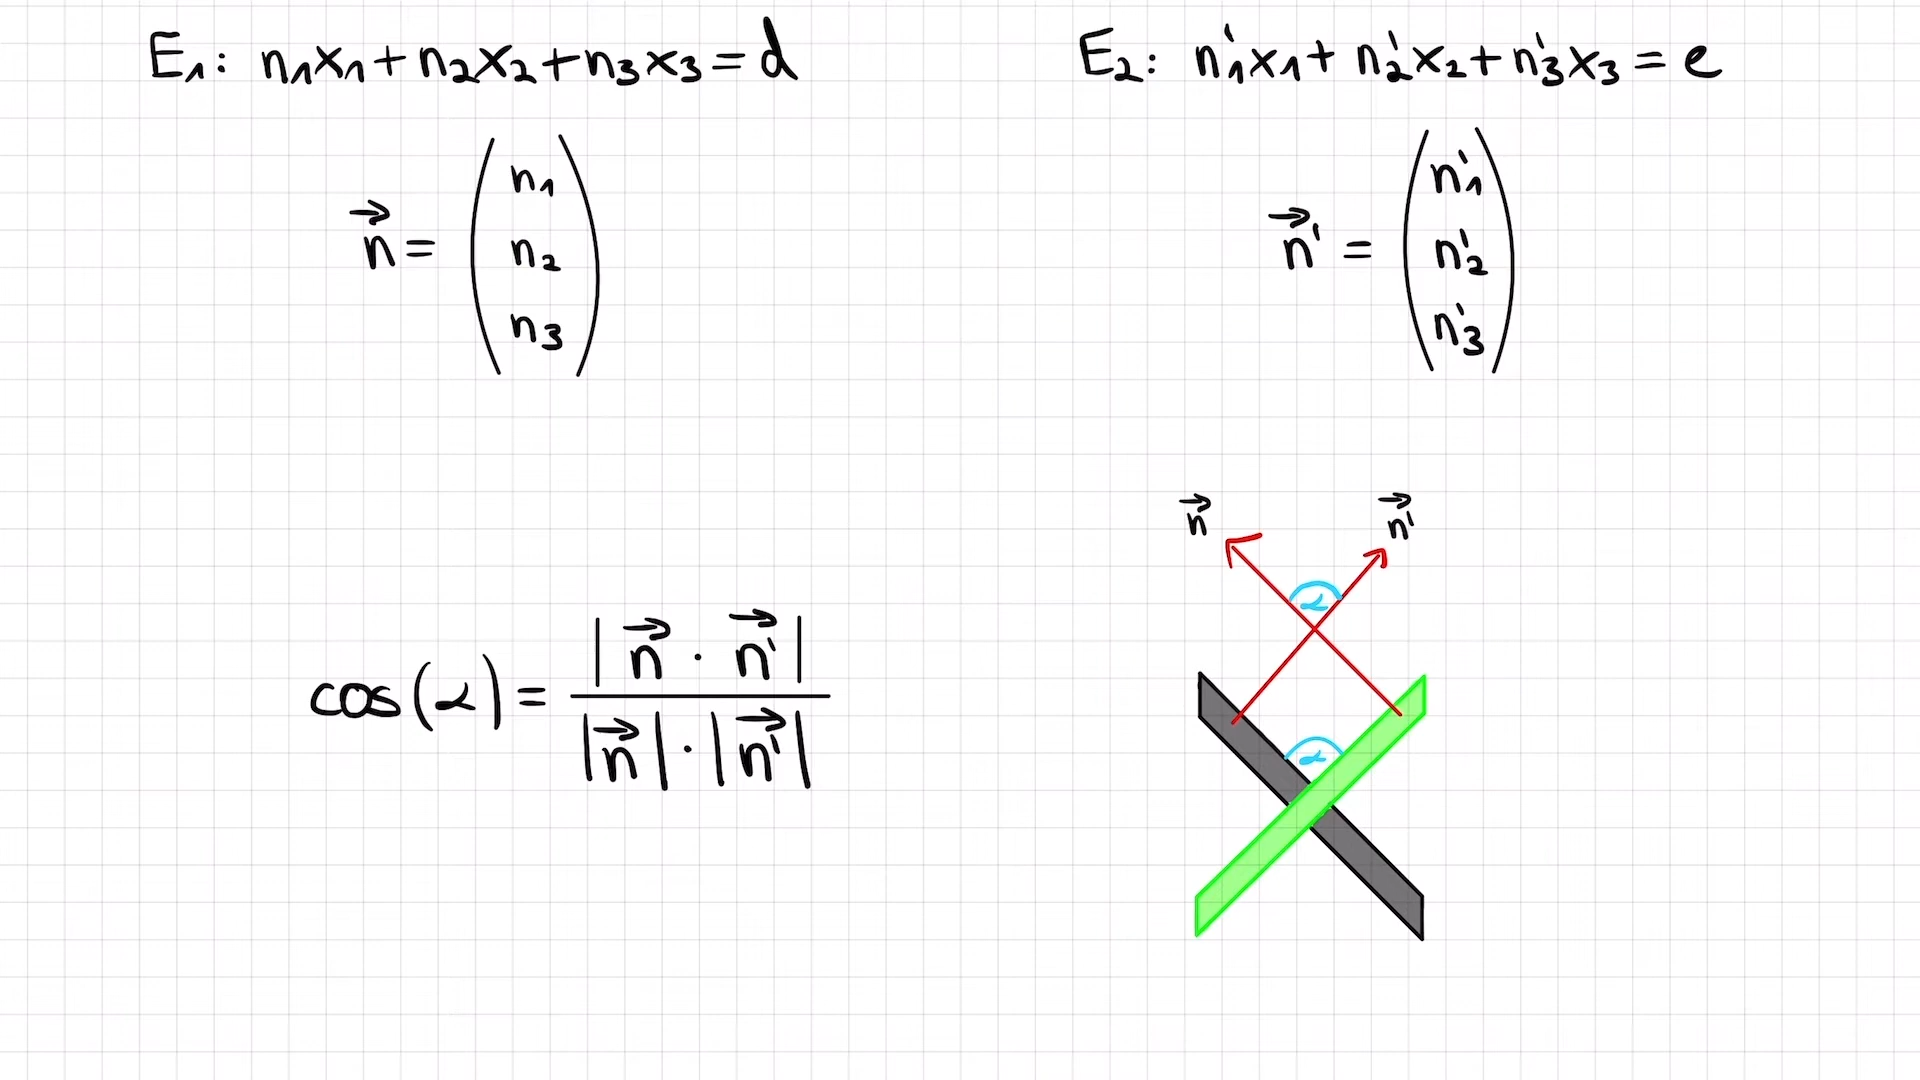 E₁: n₁x₁ + n₂x₂ + n₃x₃ = d
E₂: n'₁x₁ + n'₂x₂ + n'₃x₃ = e
n⃗ = (n₁
n₂
n₃)
n⃗' = (n'₁
n'₂
n'₃)
cos(α) = |n⃗ · n⃗'| / |n⃗| · |n⃗'|
n⃗
n⃗'
α
α